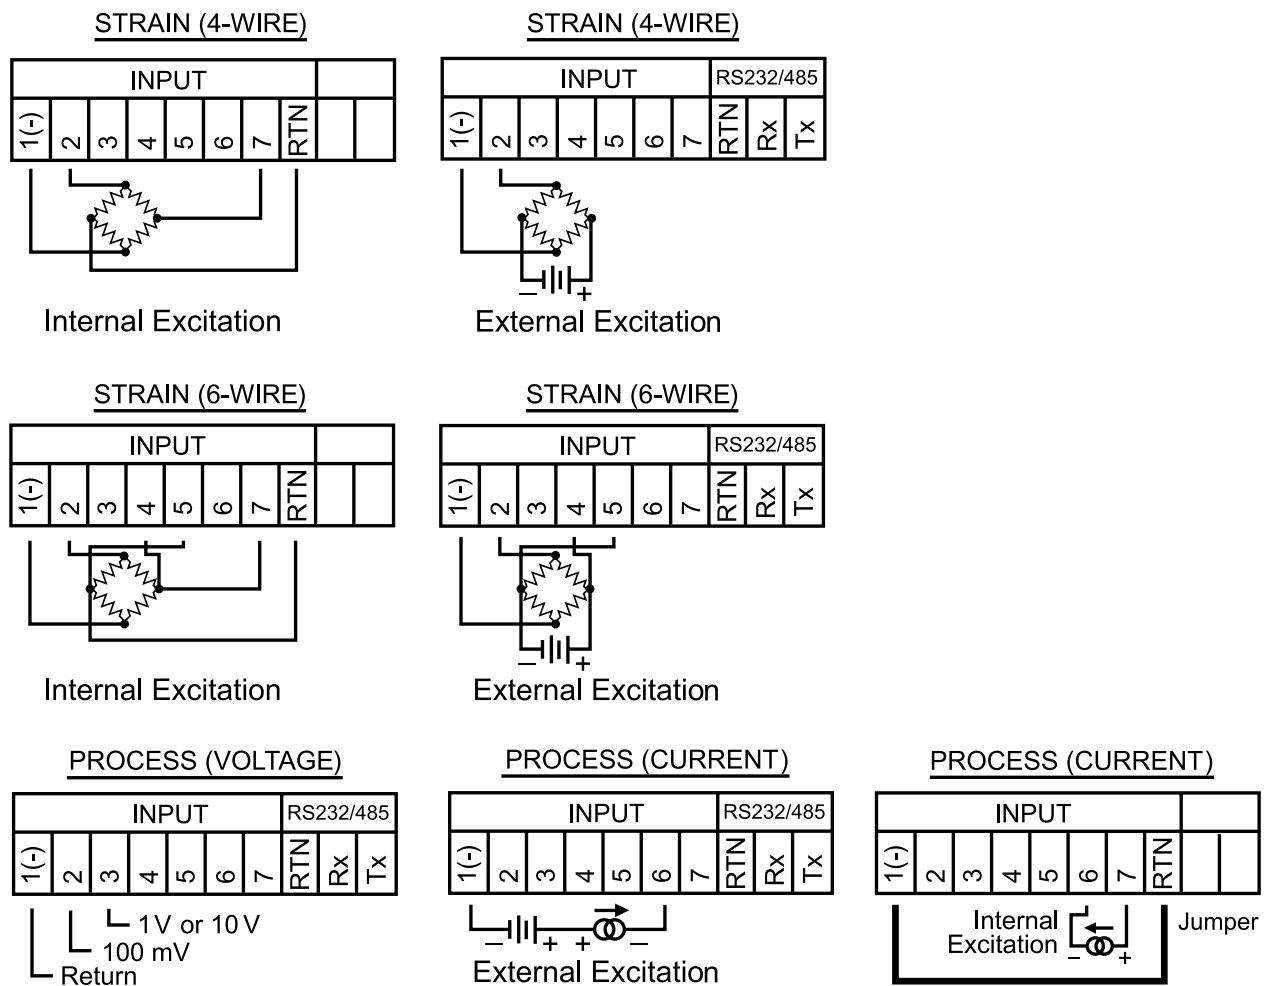 STRAIN (4-WIRE)
INPUT
1(-) 2 3 4 5 6 7 RTN
Internal Excitation
STRAIN (4-WIRE)
INPUT RS232/485
1(-) 2 3 4 5 6 7 RTN Rx Tx
− +
External Excitation
STRAIN (6-WIRE)
INPUT
1(-) 2 3 4 5 6 7 RTN
Internal Excitation
STRAIN (6-WIRE)
INPUT RS232/485
1(-) 2 3 4 5 6 7 RTN Rx Tx
− +
External Excitation
PROCESS (VOLTAGE)
INPUT RS232/485
1(-) 2 3 4 5 6 7 RTN Rx Tx
1V or 10V
100 mV
Return
PROCESS (CURRENT)
INPUT RS232/485
1(-) 2 3 4 5 6 7 RTN Rx Tx
− + + −
External Excitation
PROCESS (CURRENT)
INPUT
1(-) 2 3 4 5 6 7 RTN
Internal
Excitation
− +
Jumper